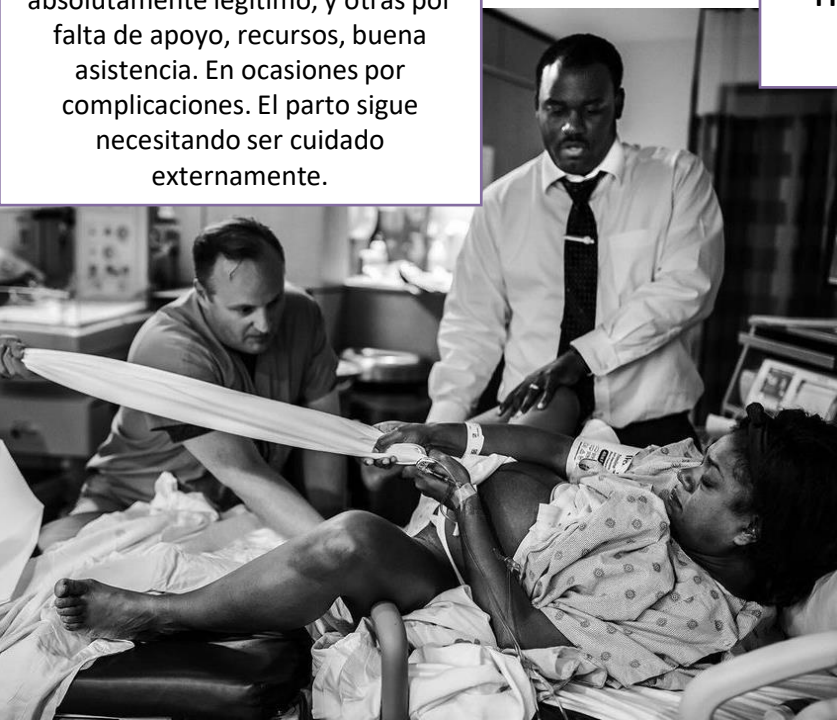 absolutamente legítimo, y otras por
falta de apoyo, recursos, buena
asistencia. En ocasiones por
complicaciones. El parto sigue
necesitando ser cuidado
externamente.